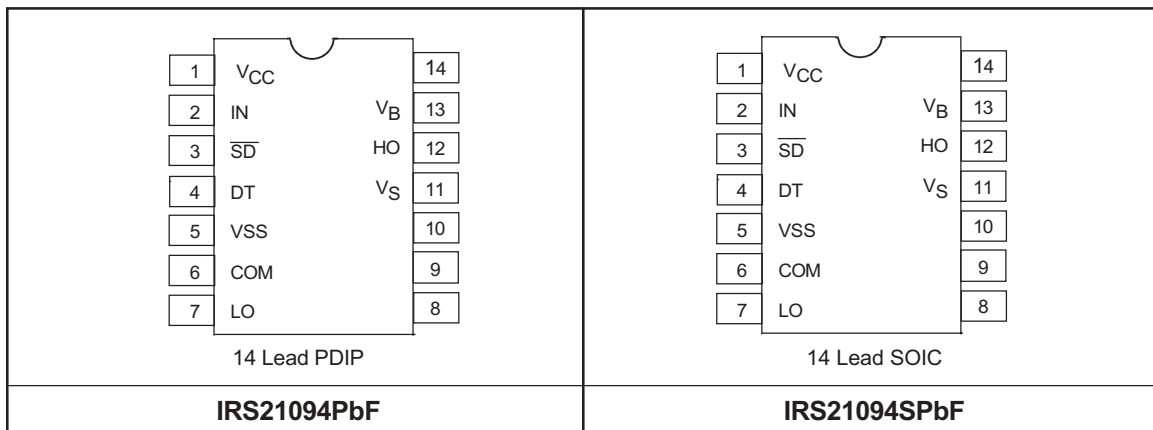 1 VCC 14
2 IN VB 13
3 SD HO 12
4 DT VS 11
5 VSS 10
6 COM 9
7 LO 8
14 Lead PDIP
IRS21094PbF
1 VCC 14
2 IN VB 13
3 SD HO 12
4 DT VS 11
5 VSS 10
6 COM 9
7 LO 8
14 Lead SOIC
IRS21094SPbF